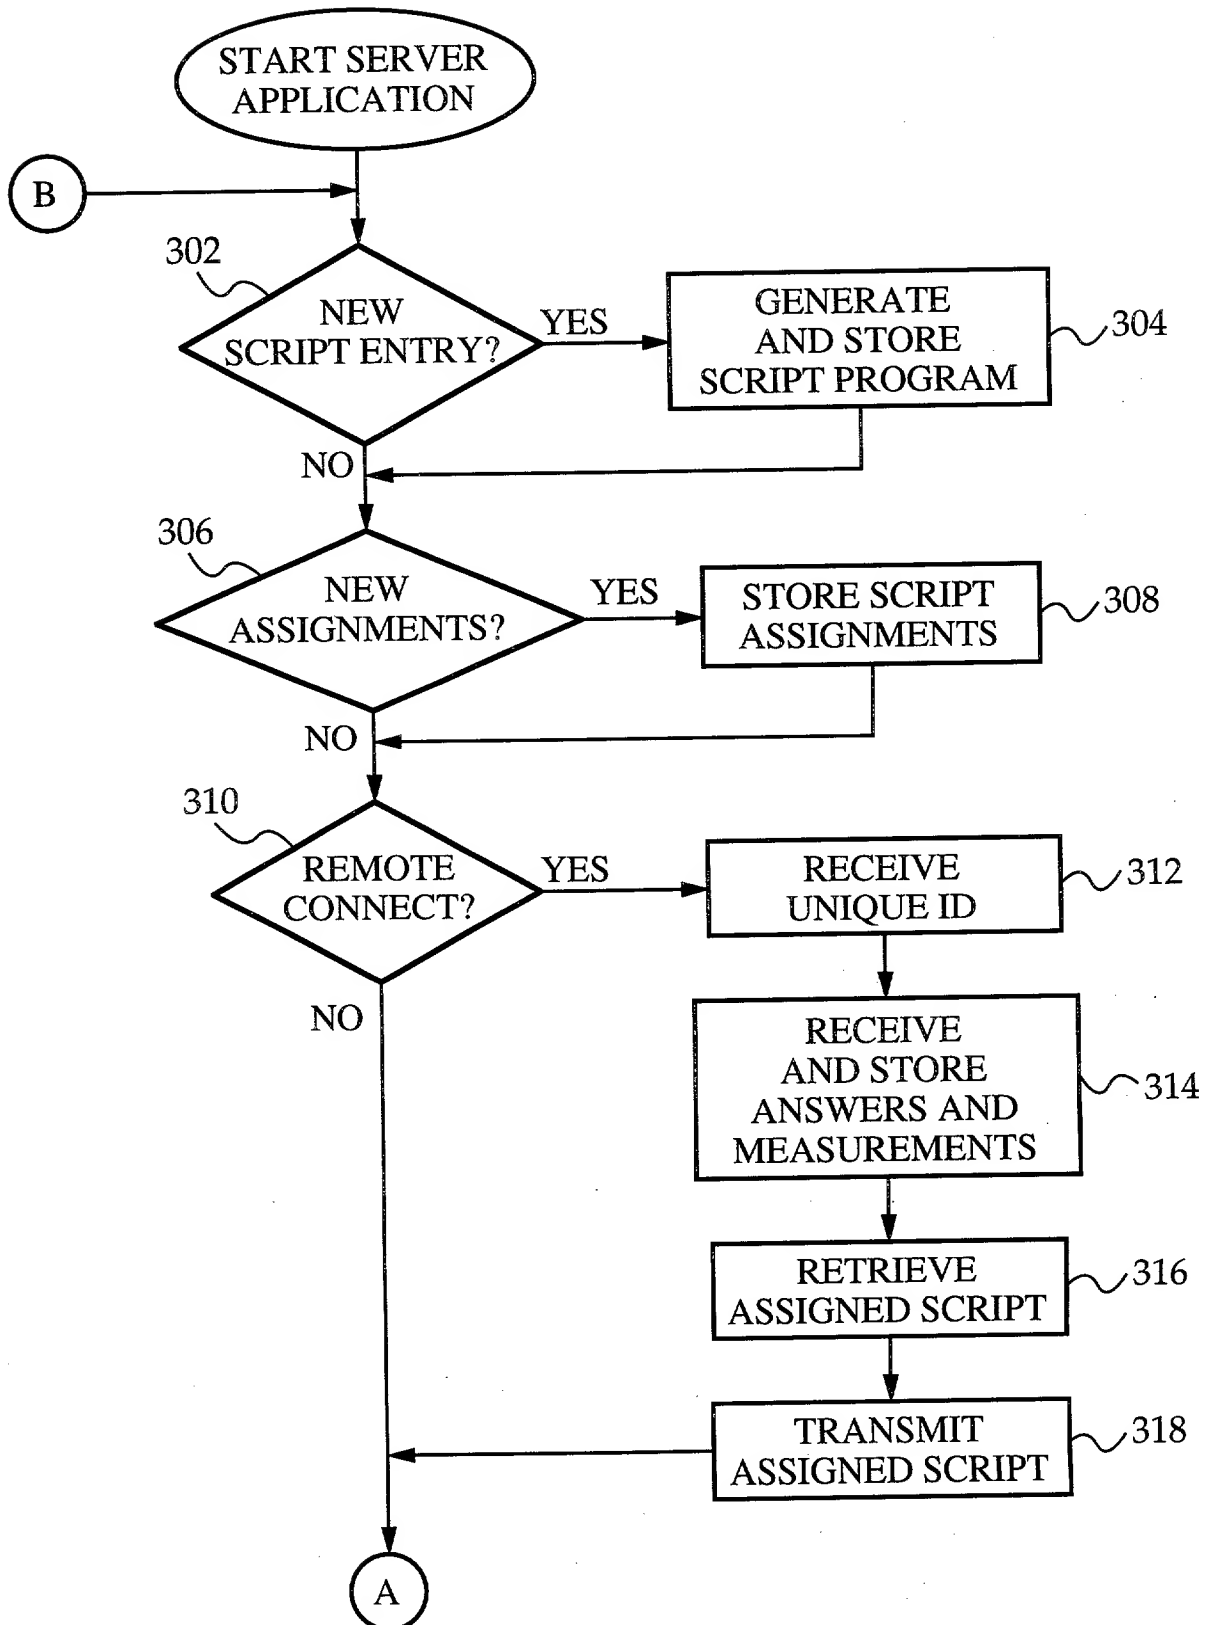 START SERVER
APPLICATION
B
302
NEW
SCRIPT ENTRY?
YES
GENERATE
AND STORE
SCRIPT PROGRAM
304
NO
306
NEW
ASSIGNMENTS?
YES
STORE SCRIPT
ASSIGNMENTS
308
NO
310
REMOTE
CONNECT?
YES
RECEIVE
UNIQUE ID
312
NO
RECEIVE
AND STORE
ANSWERS AND
MEASUREMENTS
314
RETRIEVE
ASSIGNED SCRIPT
316
TRANSMIT
ASSIGNED SCRIPT
318
A